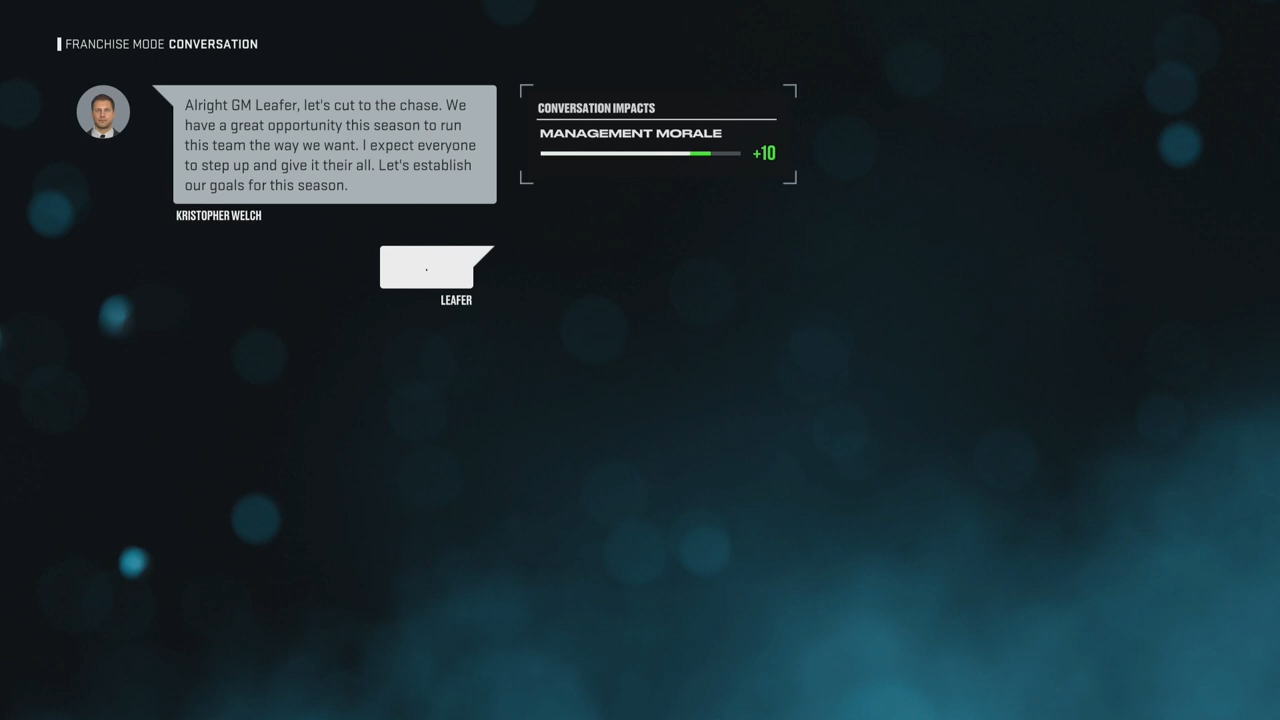 FRANCHISE MODE CONVERSATION
Alright GM Leafer, let's cut to the chase. We
have a great opportunity this season to run
this team the way we want. I expect everyone
to step up and give it their all. Let's establish
our goals for this season.
KRISTOPHER WELCH
.
LEAFER
CONVERSATION IMPACTS
MANAGEMENT MORALE
+10